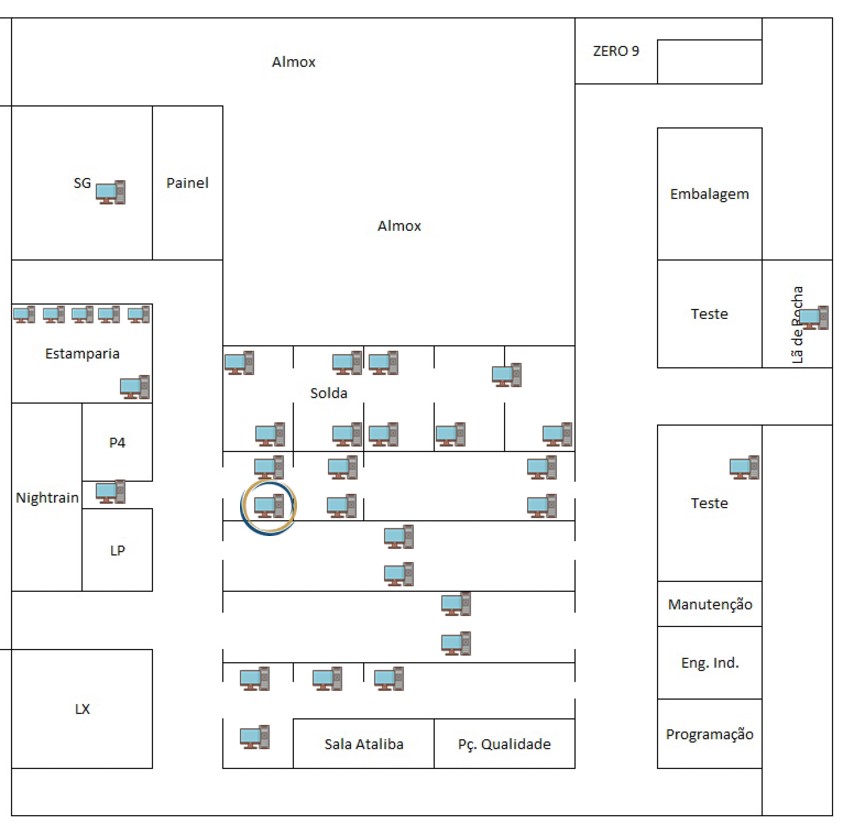 Almox
ZERO 9
SG
Painel
Almox
Embalagem
Estamparia
Teste
Lã de Rocha
Solda
P4
Nightrain
LP
Teste
Manutenção
Eng. Ind.
LX
Sala Ataliba
Pç. Qualidade
Programação